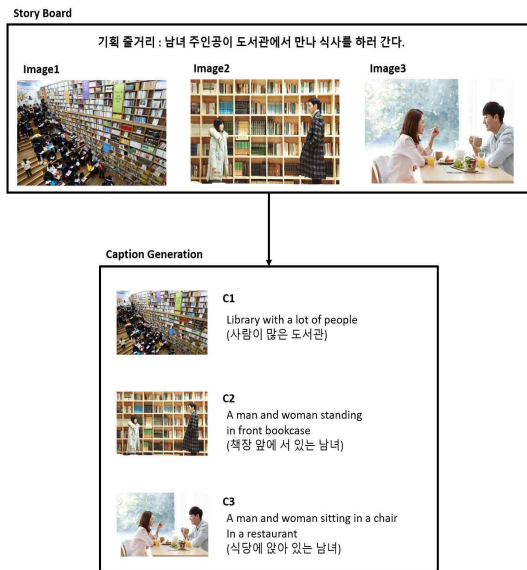 Story Board
기획 줄거리 : 남녀 주인공이 도서관에서 만나 식사를 하러 간다.
Image1
Image2
Image3
Caption Generation
C1
Library with a lot of people
(사람이 많은 도서관)
C2
A man and woman standing
in front bookcase
(책장 앞에 서 있는 남녀)
C3
A man and woman sitting in a chair
In a restaurant
(식당에 앉아 있는 남녀)